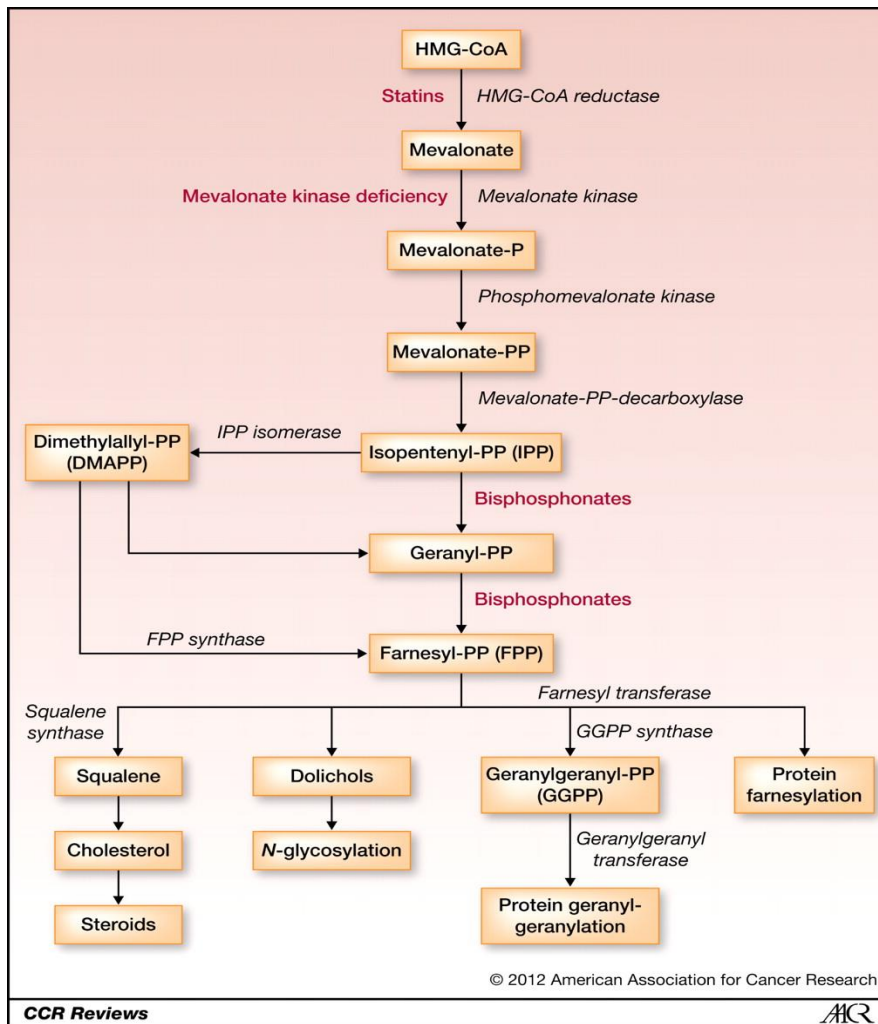 HMG-CoA
Statins
HMG-CoA reductase
Mevalonate
Mevalonate kinase deficiency
Mevalonate kinase
Mevalonate-P
Phosphomevalonate kinase
Mevalonate-PP
Mevalonate-PP-decarboxylase
Dimethylallyl-PP
(DMAPP)
IPP isomerase
Isopentenyl-PP (IPP)
Bisphosphonates
Geranyl-PP
Bisphosphonates
FPP synthase
Farnesyl-PP (FPP)
Farnesyl transferase
Squalene
synthase
GGPP synthase
Squalene
Dolichols
Geranylgeranyl-PP
(GGPP)
Protein
farnesylation
Cholesterol
N-glycosylation
Geranylgeranyl
transferase
Steroids
Protein geranyl-
geranylation
© 2012 American Association for Cancer Research
CCR Reviews
AACR